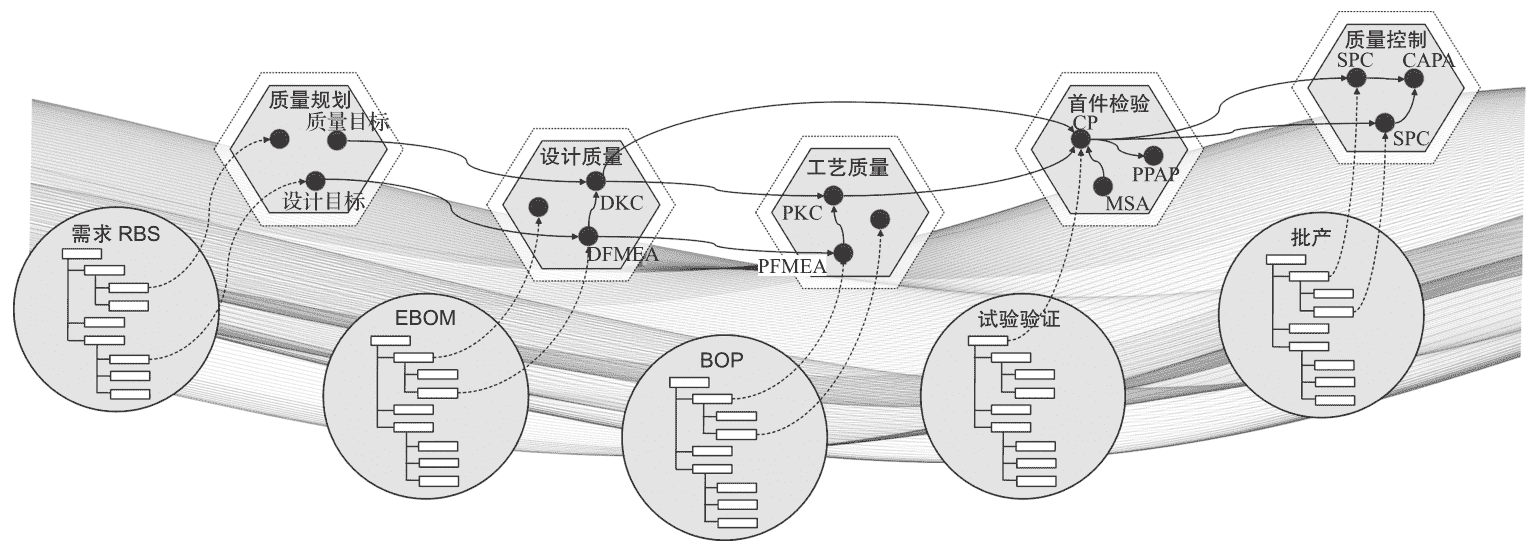 质量规划
质量目标
设计目标
设计质量
DKC
DFMEA
工艺质量
PKC
PFMEA
首件检验
CP
PPAP
MSA
质量控制
SPC
CAPA
SPC
需求 RBS
EBOM
BOP
试验验证
批产